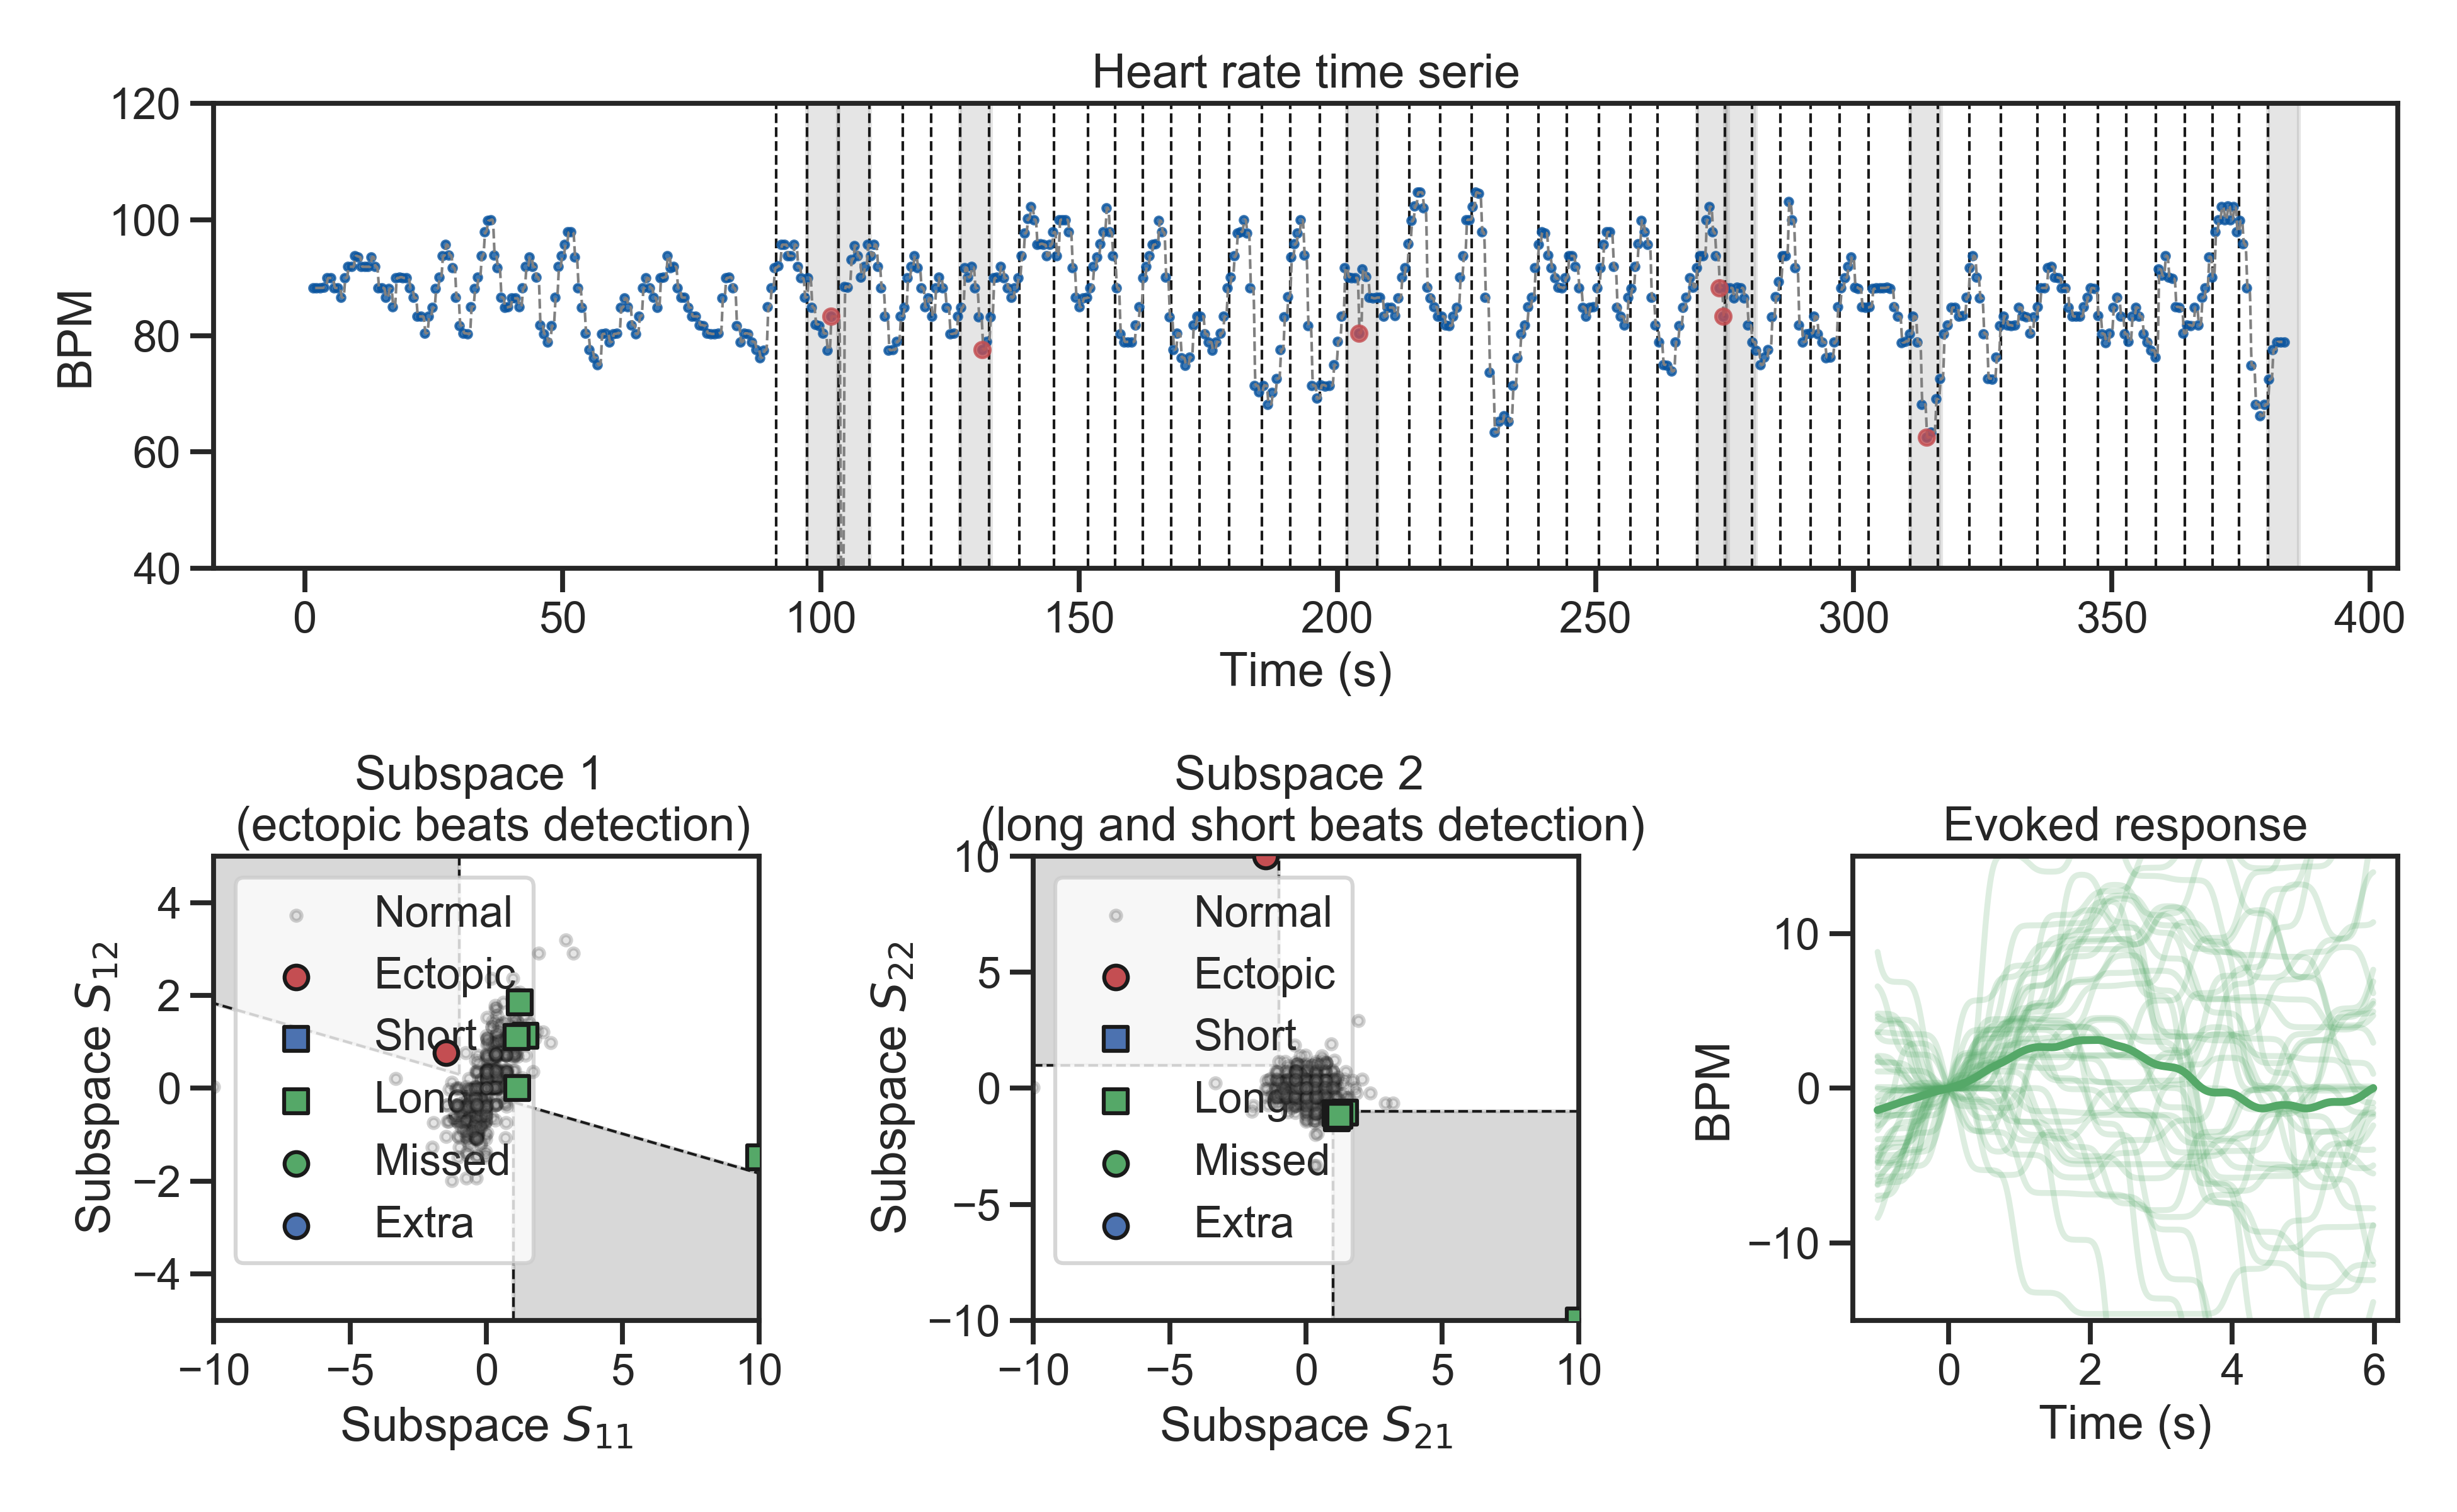 Heart rate time serie
120
100
80
60
40
BPM
0 50 100 150 200 250 300 350 400
Time (s)
Subspace 1
(ectopic beats detection)
4
2
0
−2
−4
Subspace S12
Normal
Ectopic
Short
Long
Missed
Extra
−10 −5 0 5 10
Subspace S11
Subspace 2
(long and short beats detection)
10
5
0
−5
−10
Subspace S22
Normal
Ectopic
Short
Long
Missed
Extra
−10 −5 0 5 10
Subspace S21
Evoked response
10
0
−10
BPM
0 2 4 6
Time (s)